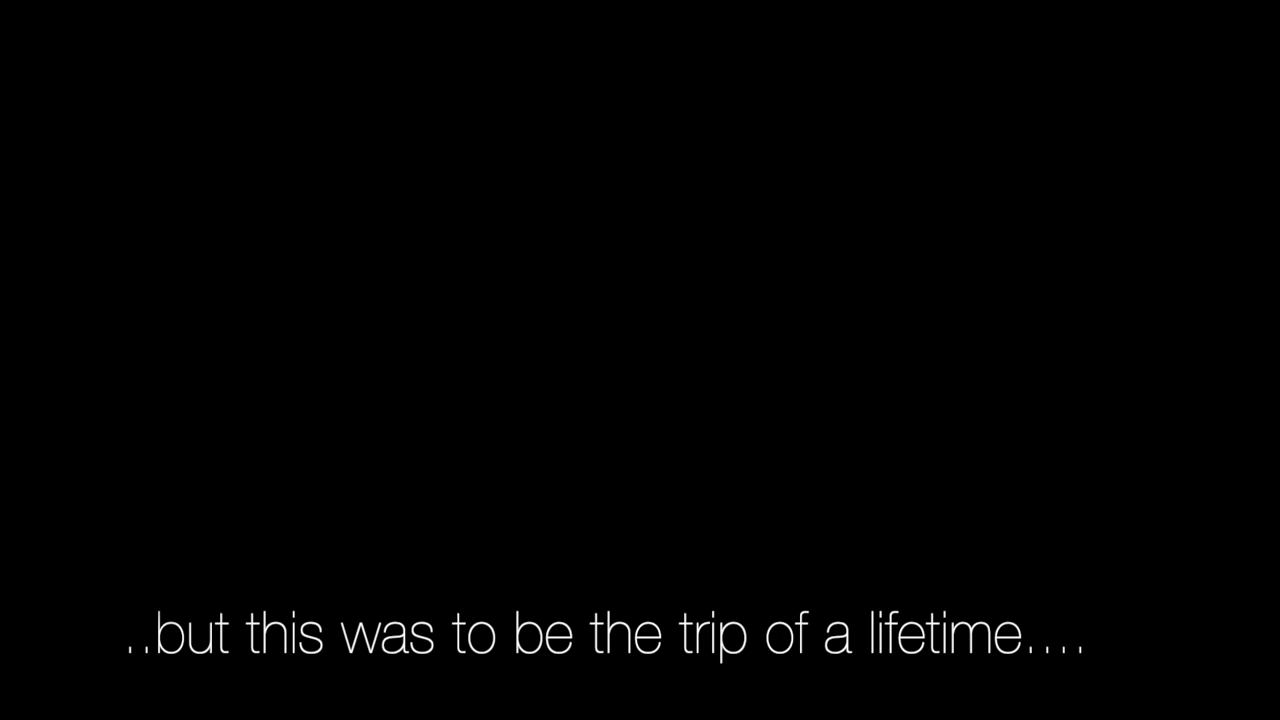 ..but this was to be the trip of a lifetime....